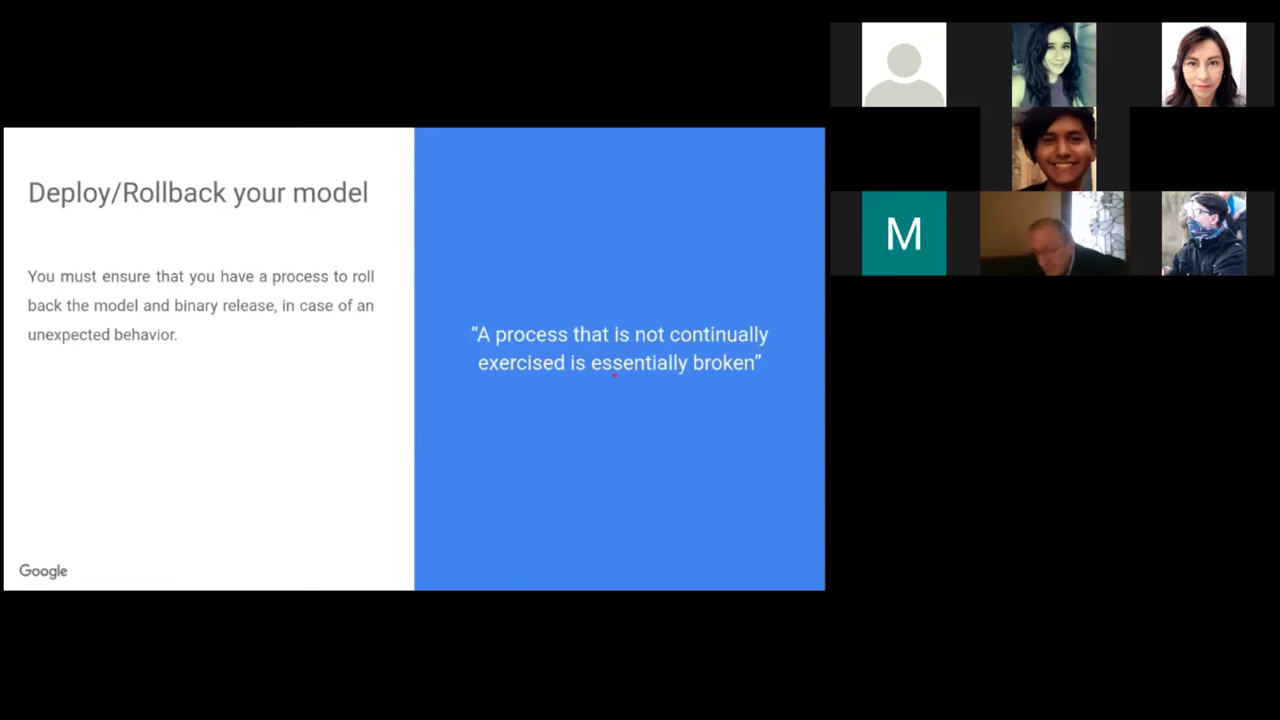 Deploy/Rollback your model
You must ensure that you have a process to roll
back the model and binary release, in case of an
unexpected behavior.
Google
“A process that is not continually
exercised is essentially broken”
M